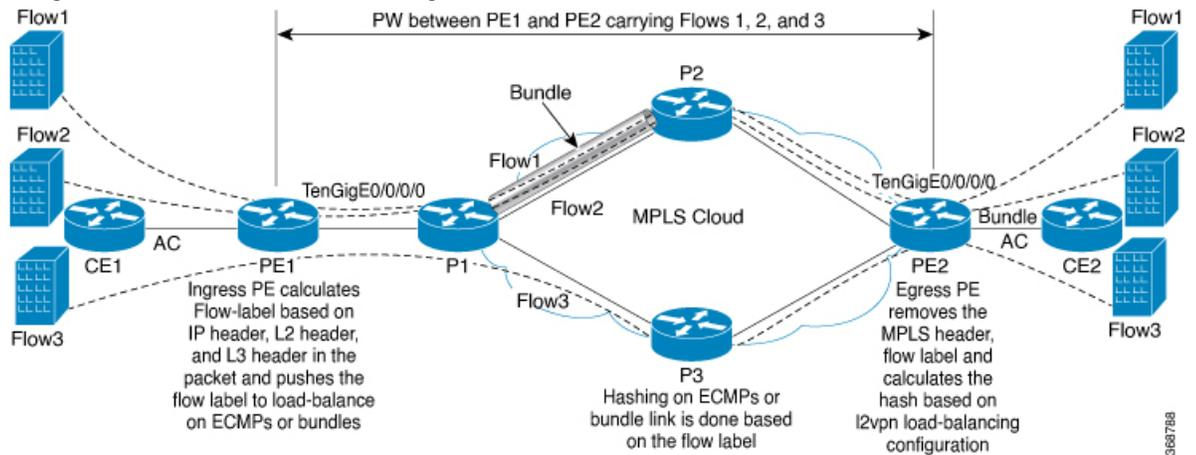 Flow1
PW between PE1 and PE2 carrying Flows 1, 2, and 3
Flow1
P2
Bundle
Flow2
Flow2
Flow1
TenGigE0/0/0/0
TenGigE0/0/0/0
Flow2
MPLS Cloud
Bundle
AC
AC
CE1
PE1
P1
PE2
CE2
Flow3
Flow3
Flow3
Ingress PE calculates
Flow-label based on
IP header, L2 header,
and L3 header in the
packet and pushes the
flow label to load-balance
on ECMPs or bundles
P3
Hashing on ECMPs or
bundle link is done based
on the flow label
Egress PE
removes the
MPLS header,
flow label and
calculates the
hash based on
l2vpn load-balancing
configuration
368788